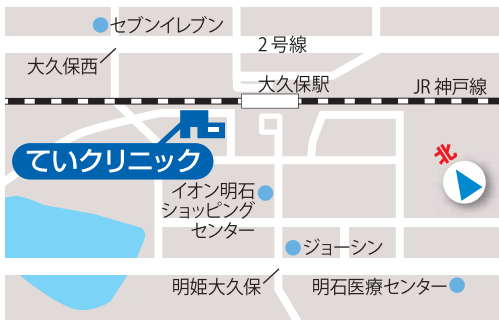 セブンイレブン
2号線
大久保西
大久保駅
JR神戸線
ていクリニック
北
イオン明石
ショッピング
センター
ジョーシン
明姫大久保
明石医療センター